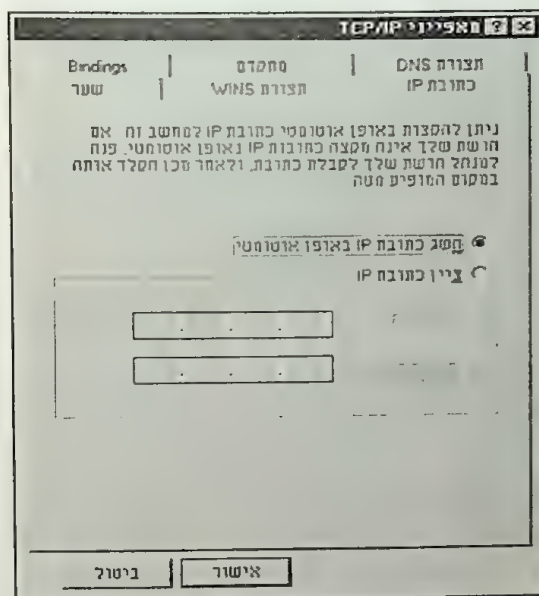 מאפייני TCP/IP
תצורת DNS
מתקדם
Bindings
כתובת IP
תצורת WINS
שער
ניתן להקצות באופן אוטומטי כתובת IP למחשב זה אם
הרשת שלך אינה מקצה כתובות IP באופן אוטומטי, פנה
למנהל הרשת שלך לקבלת כתובת, ולאחר מכן הקלד אותה
במקום המופיע מטה
השג כתובת IP באופן אוטומטי
ציין כתובת IP
אישור
ביטול